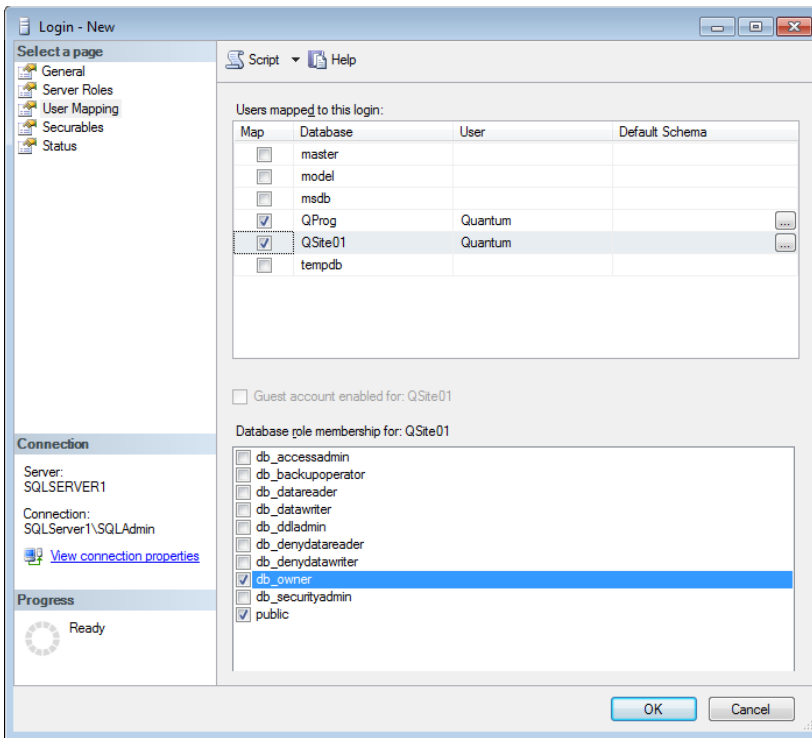 Login - New
Select a page
General
Server Roles
User Mapping
Securables
Status
Script
Help
Users mapped to this login:
Map Database User Default Schema
master
model
msdb
QProg Quantum ...
QSite01 Quantum ...
tempdb
Guest account enabled for: QSite01
Database role membership for: QSite01
db_accessadmin
db_backupoperator
db_datareader
db_datawriter
db_ddladmin
db_denydatareader
db_denydatawriter
db_owner
db_securityadmin
public
Connection
Server:
SQLSERVER1
Connection:
SQLServer1\SQLAdmin
View connection properties
Progress
Ready
OK Cancel